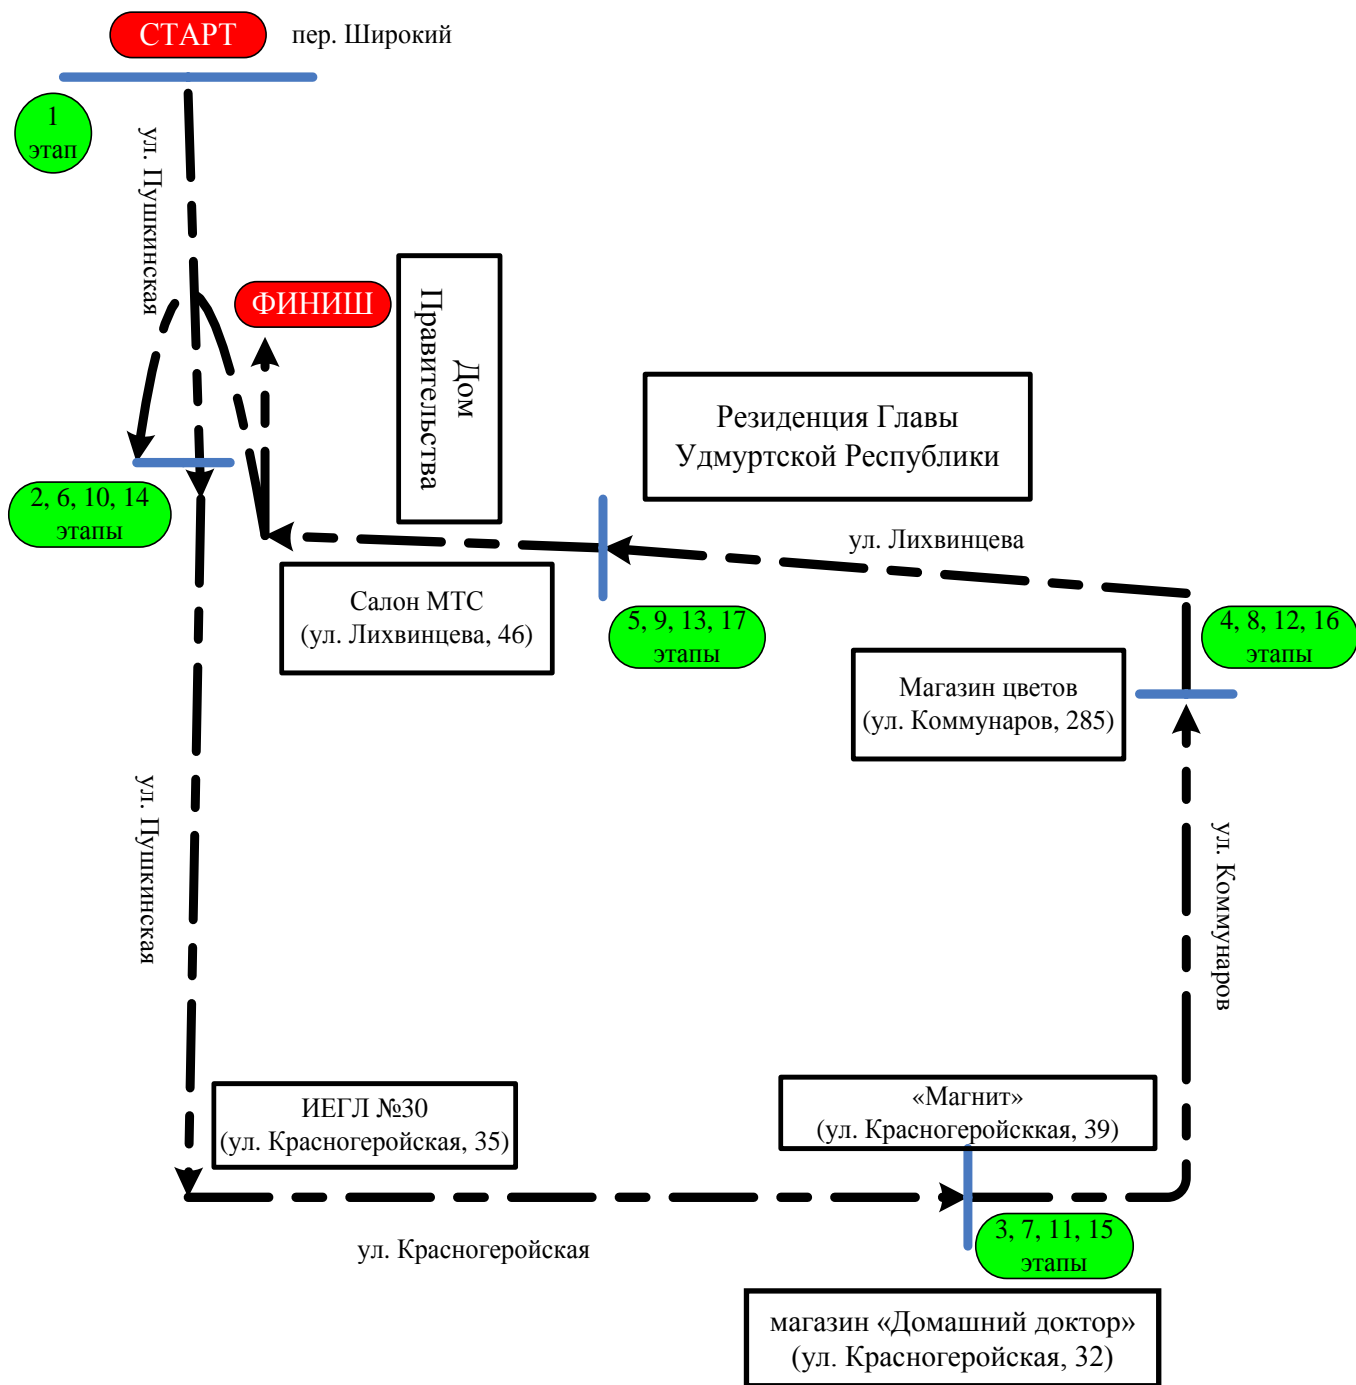 СТАРТ
пер. Широкий
1
этап
ул. Пушкинская
ФИНИШ
Дом
Правительства
Резиденция Главы
Удмуртской Республики
2, 6, 10, 14
этапы
ул. Лихвинцева
Салон МТС
(ул. Лихвинцева, 46)
5, 9, 13, 17
этапы
4, 8, 12, 16
этапы
Магазин цветов
(ул. Коммунаров, 285)
ул. Пушкинская
ул. Коммунаров
ИЕГЛ №30
(ул. Красногеройская, 35)
«Магнит»
(ул. Красногеройсккая, 39)
ул. Красногеройская
3, 7, 11, 15
этапы
магазин «Домашний доктор»
(ул. Красногеройская, 32)